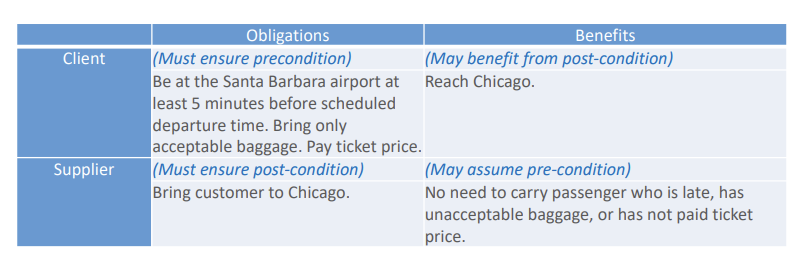 Obligations Benefits
Client (Must ensure precondition) (May benefit from post-condition)
Be at the Santa Barbara airport at
least 5 minutes before scheduled
departure time. Bring only
acceptable baggage. Pay ticket price.
Reach Chicago.
Supplier (Must ensure post-condition) (May assume pre-condition)
Bring customer to Chicago.
No need to carry passenger who is late, has
unacceptable baggage, or has not paid ticket
price.